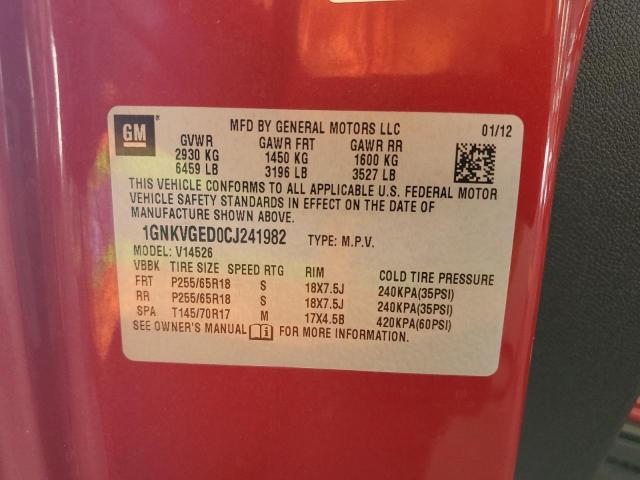 GM
MFD BY GENERAL MOTORS LLC 01/12
GVWR GAWR FRT GAWR RR
2930 KG 1450 KG 1600 KG
6459 LB 3196 LB 3527 LB
THIS VEHICLE CONFORMS TO ALL APPLICABLE U.S. FEDERAL MOTOR
VEHICLE SAFETY STANDARDS IN EFFECT ON THE DATE OF
MANUFACTURE SHOWN ABOVE.
1GNKVGED0CJ241982 TYPE: M.P.V.
MODEL: V14526
VBBK TIRE SIZE SPEED RTG RIM COLD TIRE PRESSURE
FRT P255/65R18 S 18X7.5J 240KPA(35PSI)
RR P255/65R18 S 18X7.5J 240KPA(35PSI)
SPA T145/70R17 M 17X4.5B 420KPA(60PSI)
SEE OWNER'S MANUAL FOR MORE INFORMATION.